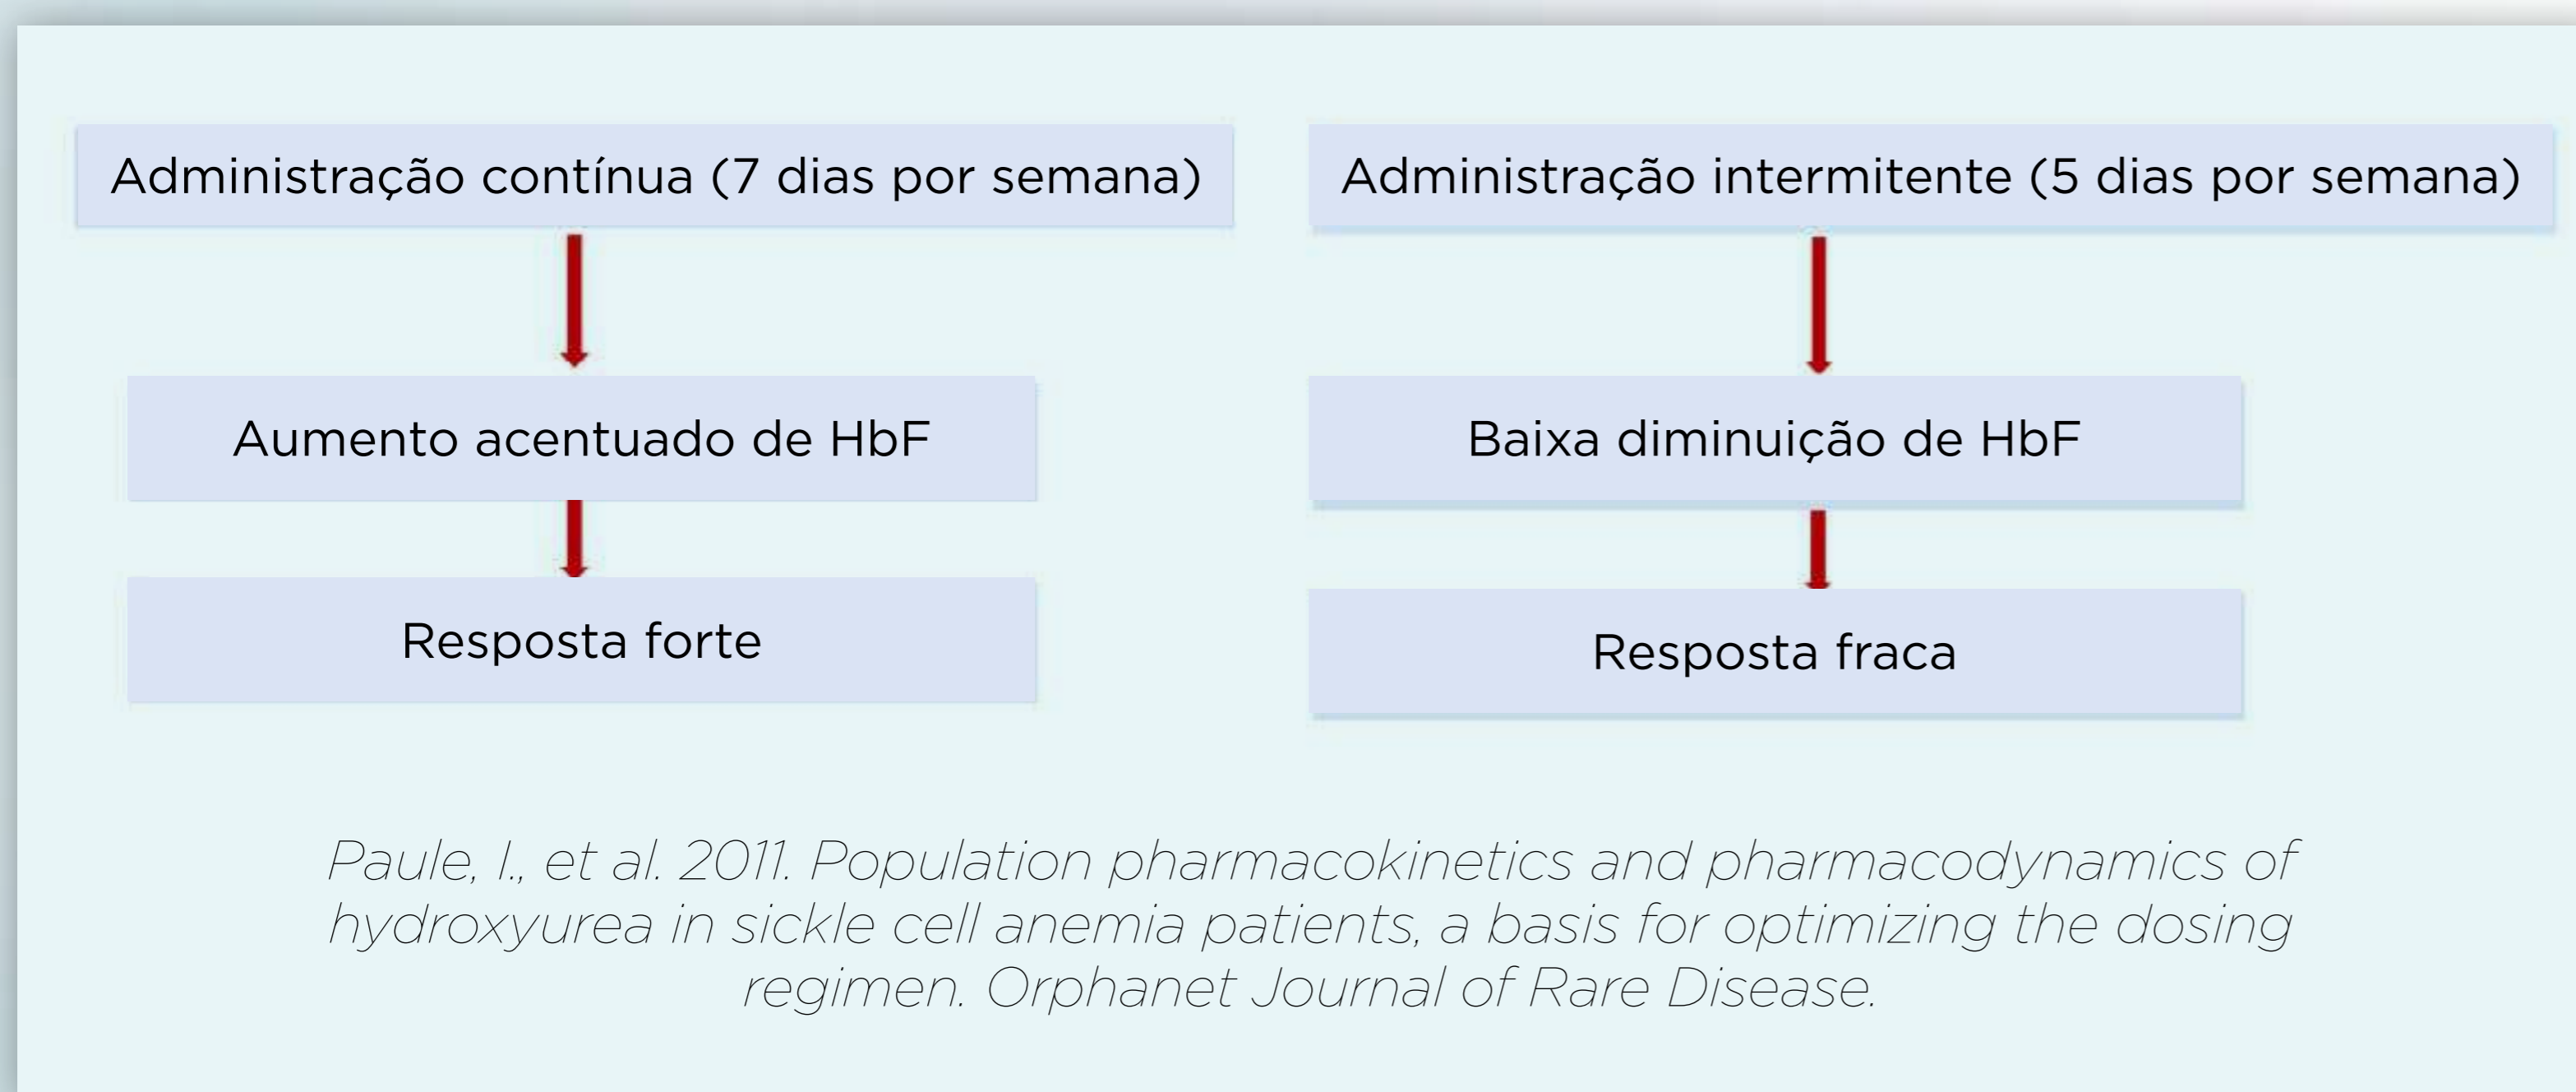 Administração contínua (7 dias por semana)
Aumento acentuado de HbF
Resposta forte
Administração intermitente (5 dias por semana)
Baixa diminuição de HbF
Resposta fraca
Paule, I., et al. 2011. Population pharmacokinetics and pharmacodynamics of
hydroxyurea in sickle cell anemia patients, a basis for optimizing the dosing
regimen. Orphanet Journal of Rare Disease.